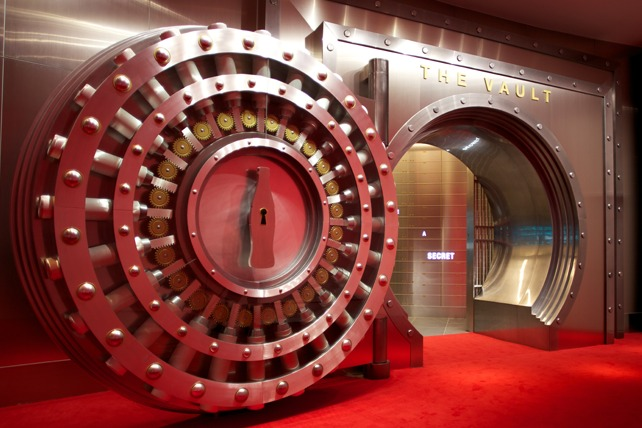 THE VAULT
A
SECRET